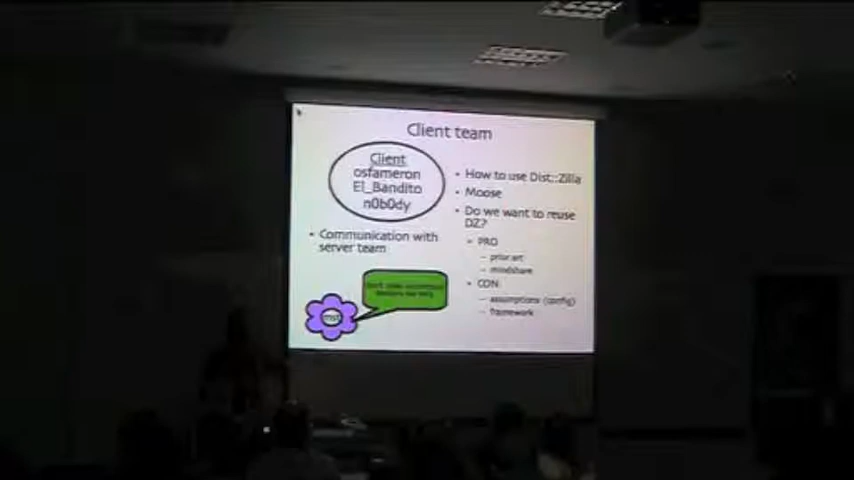 Client team
Client
osfameron
El_Bandito
n0b0dy
• Communication with
server team
mst
• How to use Dist::Zilla
• Moose
• Do we want to reuse
DZ?
• PRO
– prior art
– mindshare
• CON
– assumptions (config)
– framework